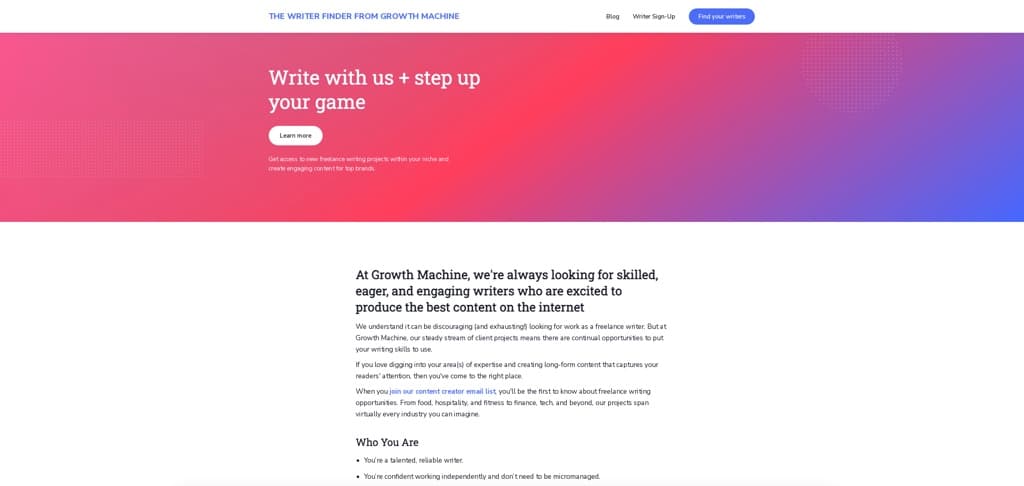 THE WRITER FINDER FROM GROWTH MACHINE
Blog
Writer Sign-Up
Find your writers
Write with us + step up
your game
Learn more
Get access to new freelance writing projects within your niche and
create engaging content for top brands.
At Growth Machine, we're always looking for skilled,
eager, and engaging writers who are excited to
produce the best content on the internet
We understand it can be discouraging (and exhausting!) looking for work as a freelance writer. But at
Growth Machine, our steady stream of client projects means there are continual opportunities to put
your writing skills to use.
If you love digging into your area(s) of expertise and creating long-form content that captures your
readers' attention, then you've come to the right place.
When you join our content creator email list, you'll be the first to know about freelance writing
opportunities. From food, hospitality, and fitness to finance, tech, and beyond, our projects span
virtually every industry you can imagine.
Who You Are
• You're a talented, reliable writer.
• You're confident working independently and don't need to be micromanaged.